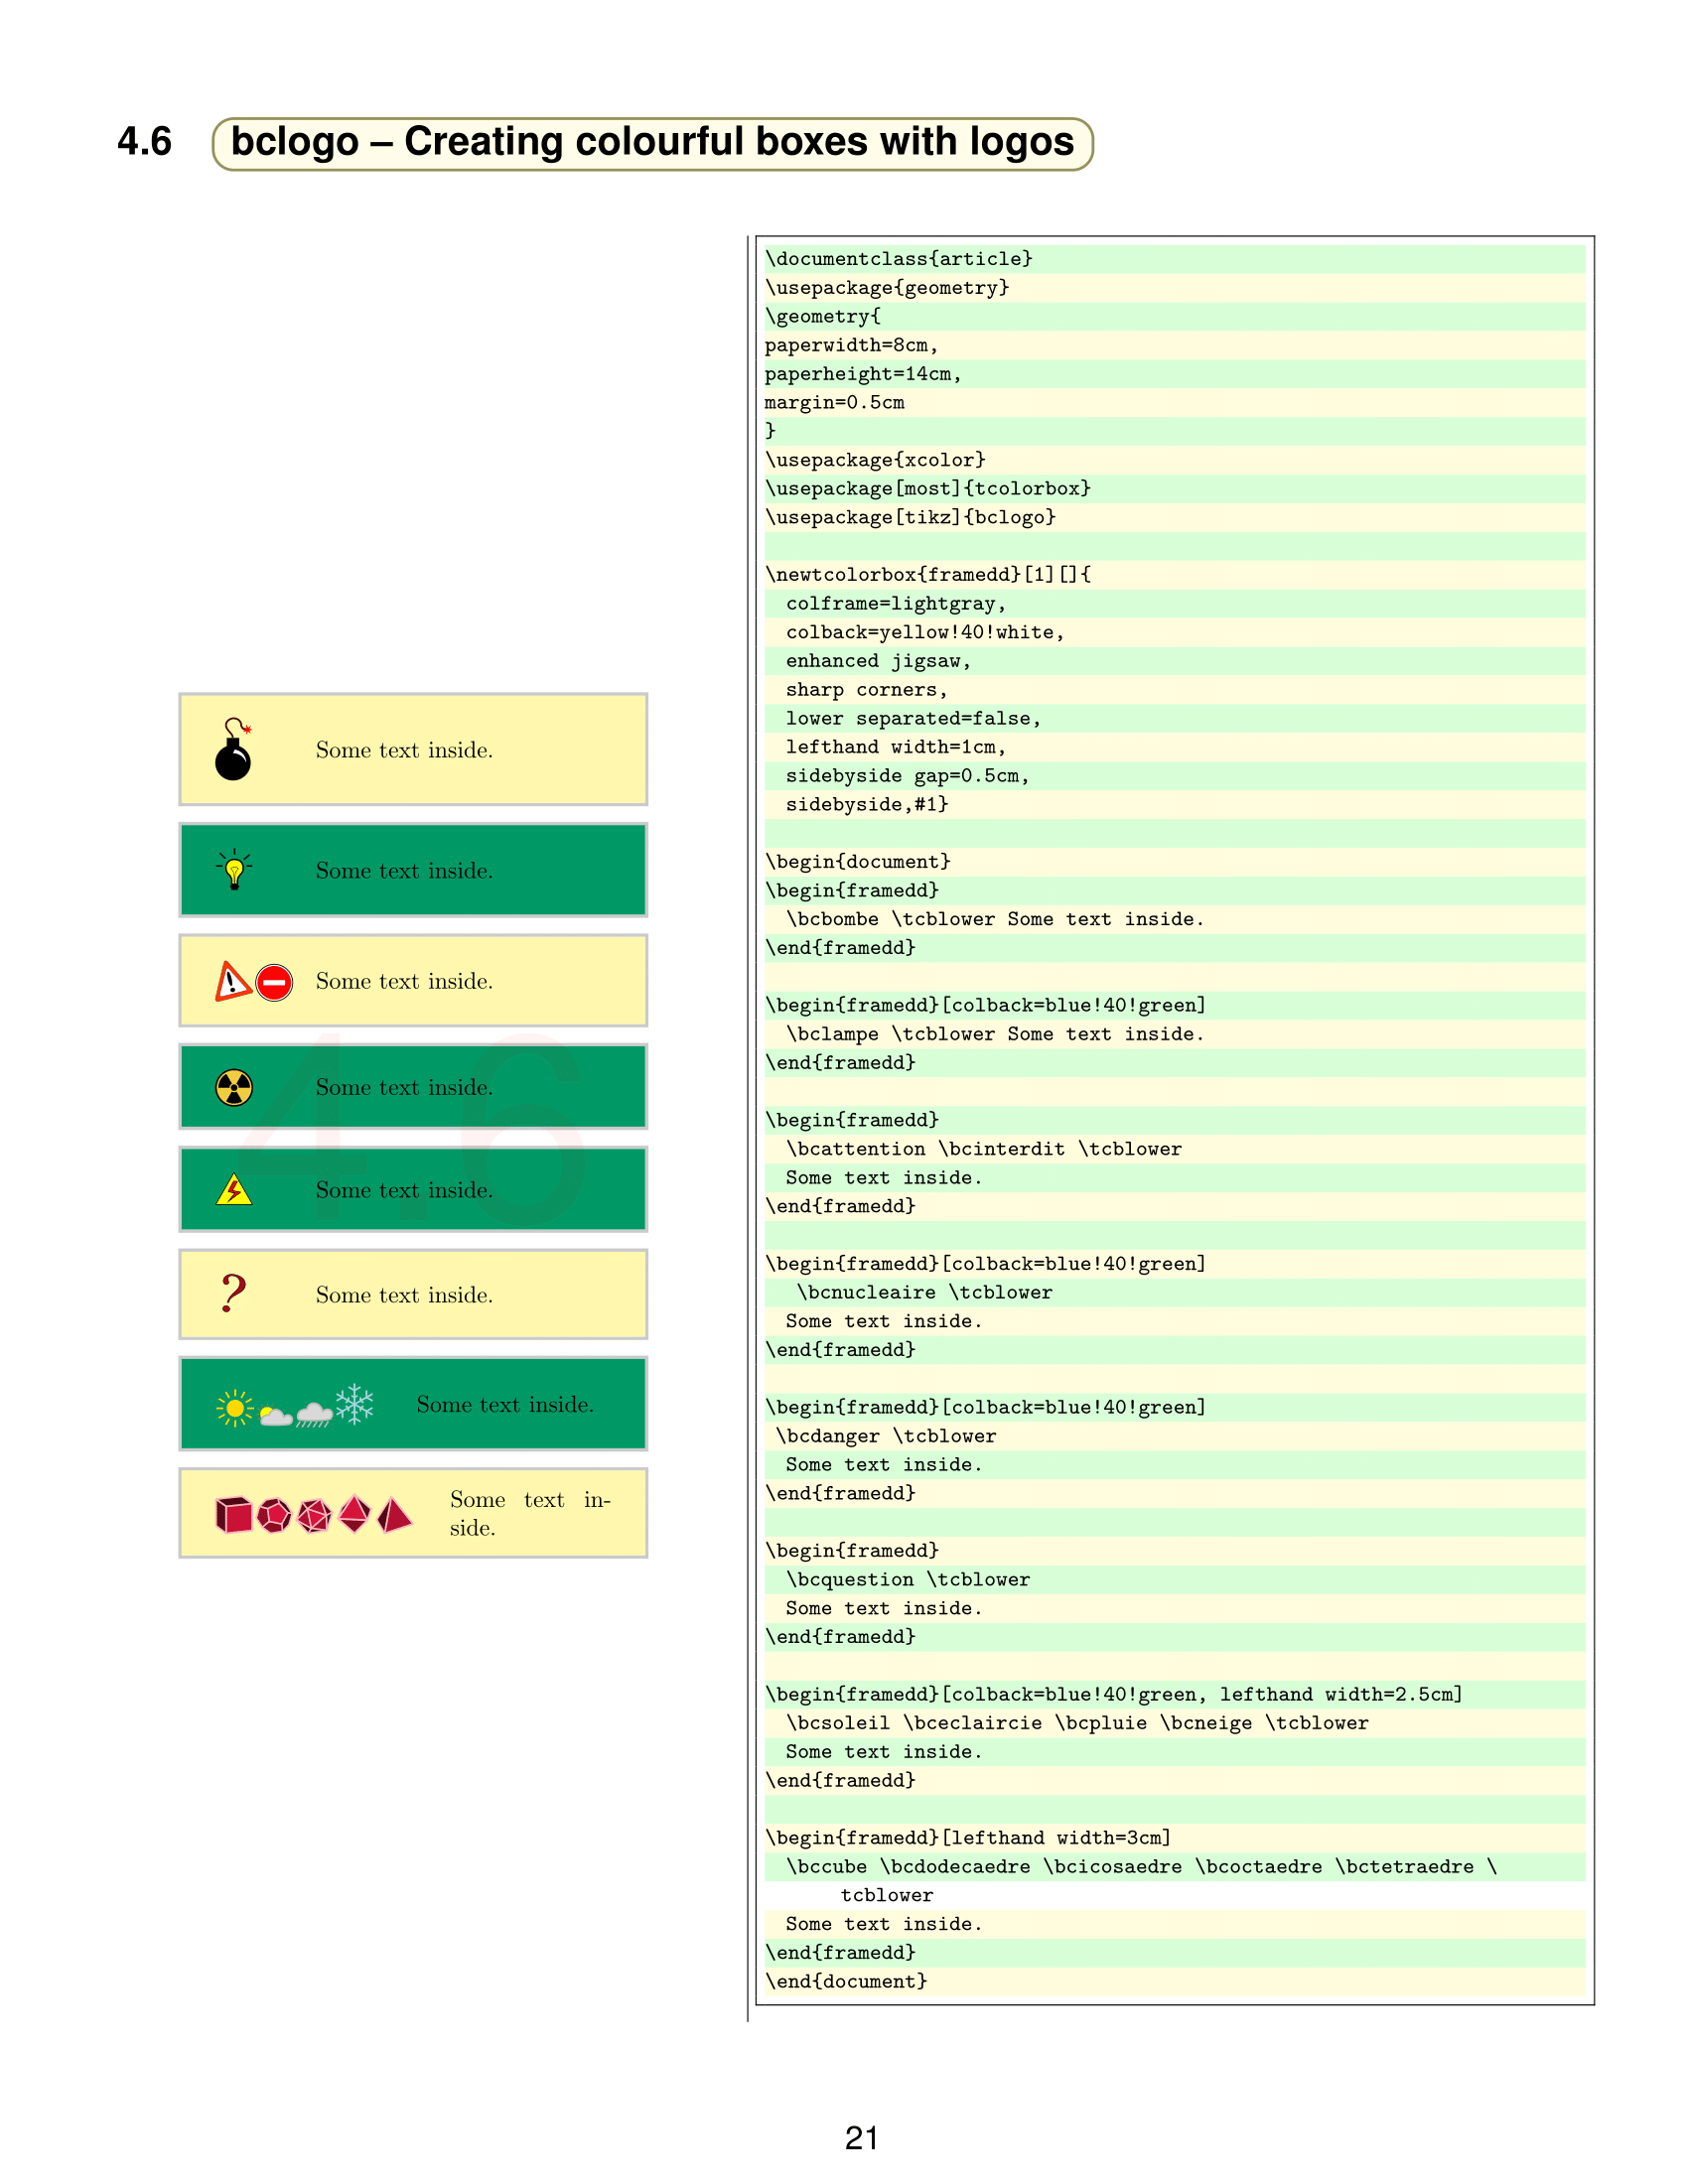 4.6 bclogo – Creating colourful boxes with logos
Some text inside.
Some text inside.
Some text inside.
Some text inside.
Some text inside.
Some text inside.
Some text inside.
Some text in-
side.
4.6
\documentclass{article}
\usepackage{geometry}
\geometry{
paperwidth=8cm,
paperheight=14cm,
margin=0.5cm
}
\usepackage{xcolor}
\usepackage[most]{tcolorbox}
\usepackage[tikz]{bclogo}
\newtcolorbox{framedd}[1][]{
colframe=lightgray,
colback=yellow!40!white,
enhanced jigsaw,
sharp corners,
lower separated=false,
lefthand width=1cm,
sidebyside gap=0.5cm,
sidebyside,#1}
\begin{document}
\begin{framedd}
\bcbombe \tcblower Some text inside.
\end{framedd}
\begin{framedd}[colback=blue!40!green]
\bclampe \tcblower Some text inside.
\end{framedd}
\begin{framedd}
\bcattention \bcinterdit \tcblower
Some text inside.
\end{framedd}
\begin{framedd}[colback=blue!40!green]
\bcnucleaire \tcblower
Some text inside.
\end{framedd}
\begin{framedd}[colback=blue!40!green]
\bcdanger \tcblower
Some text inside.
\end{framedd}
\begin{framedd}
\bcquestion \tcblower
Some text inside.
\end{framedd}
\begin{framedd}[colback=blue!40!green, lefthand width=2.5cm]
\bcsoleil \bceclaircie \bcpluie \bcneige \tcblower
Some text inside.
\end{framedd}
\begin{framedd}[lefthand width=3cm]
\bccube \bcdodecaedre \bcicosaedre \bcoctaedre \bctetraedre \
tcblower
Some text inside.
\end{framedd}
\end{document}
21